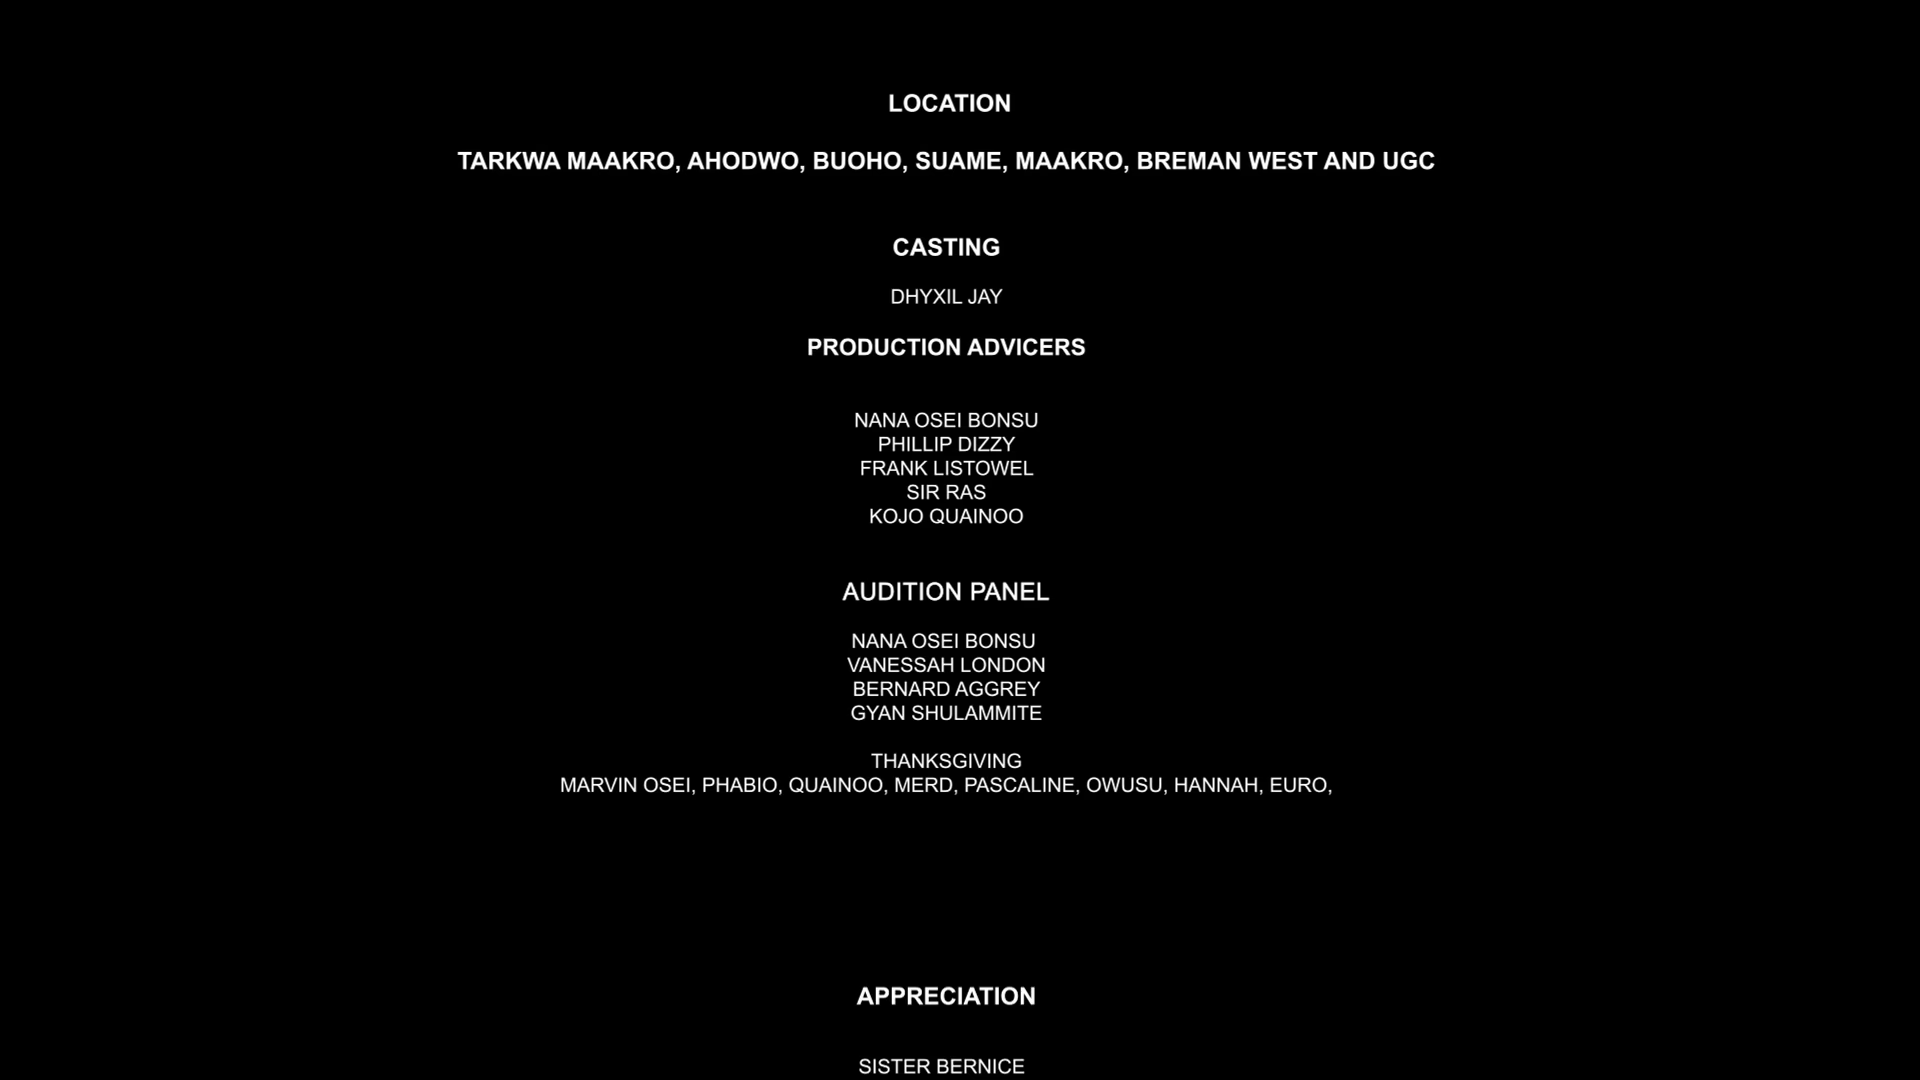 LOCATION
TARKWA MAAKRO, AHODWO, BUOHO, SUAME, MAAKRO, BREMAN WEST AND UGC
CASTING
DHYXIL JAY
PRODUCTION ADVICERS
NANA OSEI BONSU
PHILLIP DIZZY
FRANK LISTOWEL
SIR RAS
KOJO QUAINOO
AUDITION PANEL
NANA OSEI BONSU
VANESSAH LONDON
BERNARD AGGREY
GYAN SHULAMMITE
THANKSGIVING
MARVIN OSEI, PHABIO, QUAINOO, MERD, PASCALINE, OWUSU, HANNAH, EURO,
APPRECIATION
SISTER BERNICE